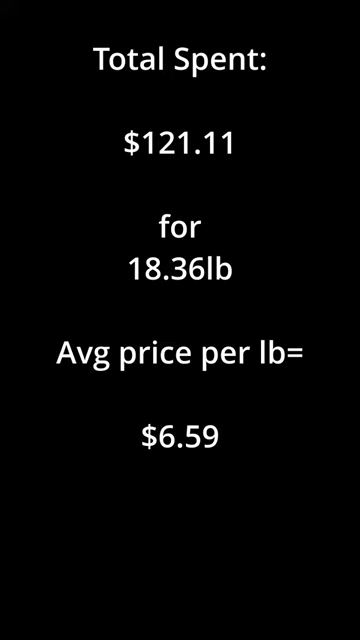 Total Spent:
$121.11
for
18.36lb
Avg price per lb=
$6.59